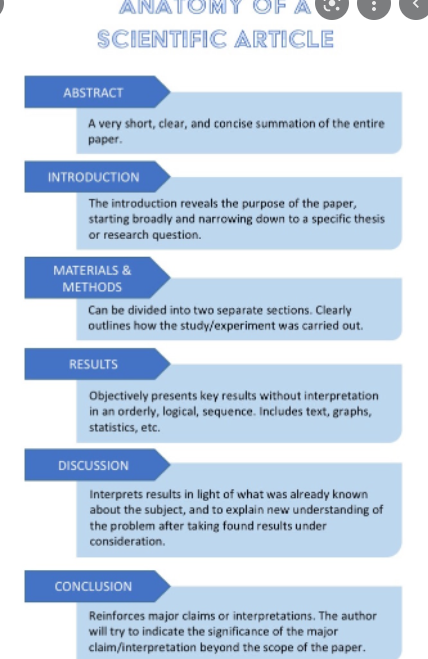 ANATOMY OF A
SCIENTIFIC ARTICLE
ABSTRACT
A very short, clear, and concise summation of the entire
paper.
INTRODUCTION
The introduction reveals the purpose of the paper,
starting broadly and narrowing down to a specific thesis
or research question.
MATERIALS &
METHODS
Can be divided into two separate sections. Clearly
outlines how the study/experiment was carried out.
RESULTS
Objectively presents key results without interpretation
in an orderly, logical, sequence. Includes text, graphs,
statistics, etc.
DISCUSSION
Interprets results in light of what was already known
about the subject, and to explain new understanding of
the problem after taking found results under
consideration.
CONCLUSION
Reinforces major claims or interpretations. The author
will try to indicate the significance of the major
claim/interpretation beyond the scope of the paper.